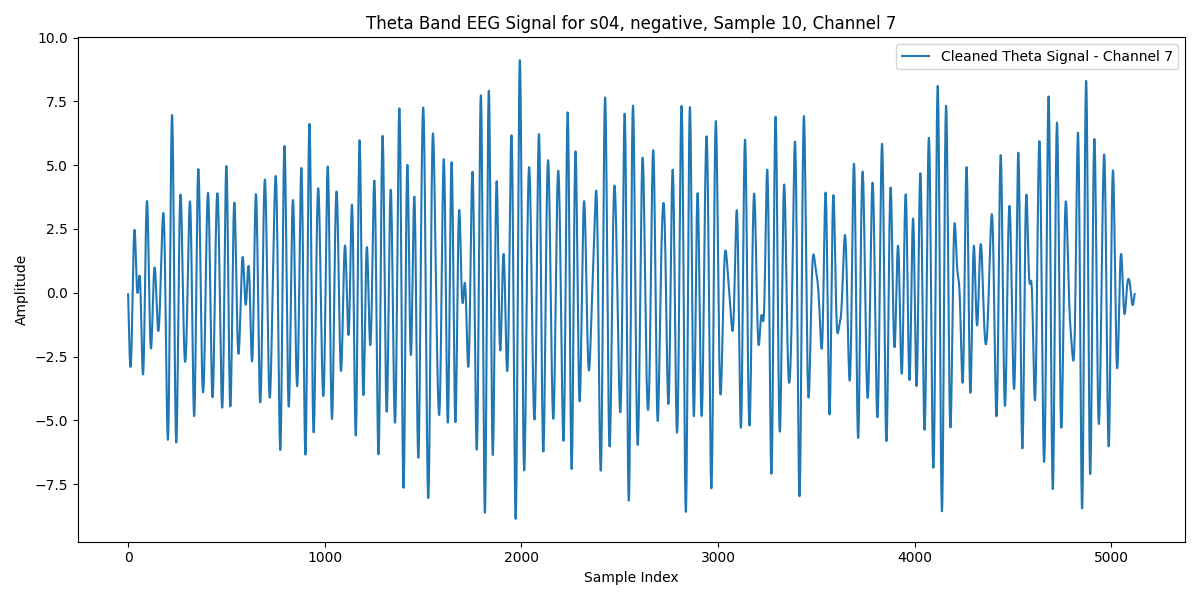 Theta Band EEG Signal for s04, negative, Sample 10, Channel 7
Cleaned Theta Signal - Channel 7
Amplitude
10.0
7.5
5.0
2.5
0.0
−2.5
−5.0
−7.5
0 1000 2000 3000 4000 5000
Sample Index